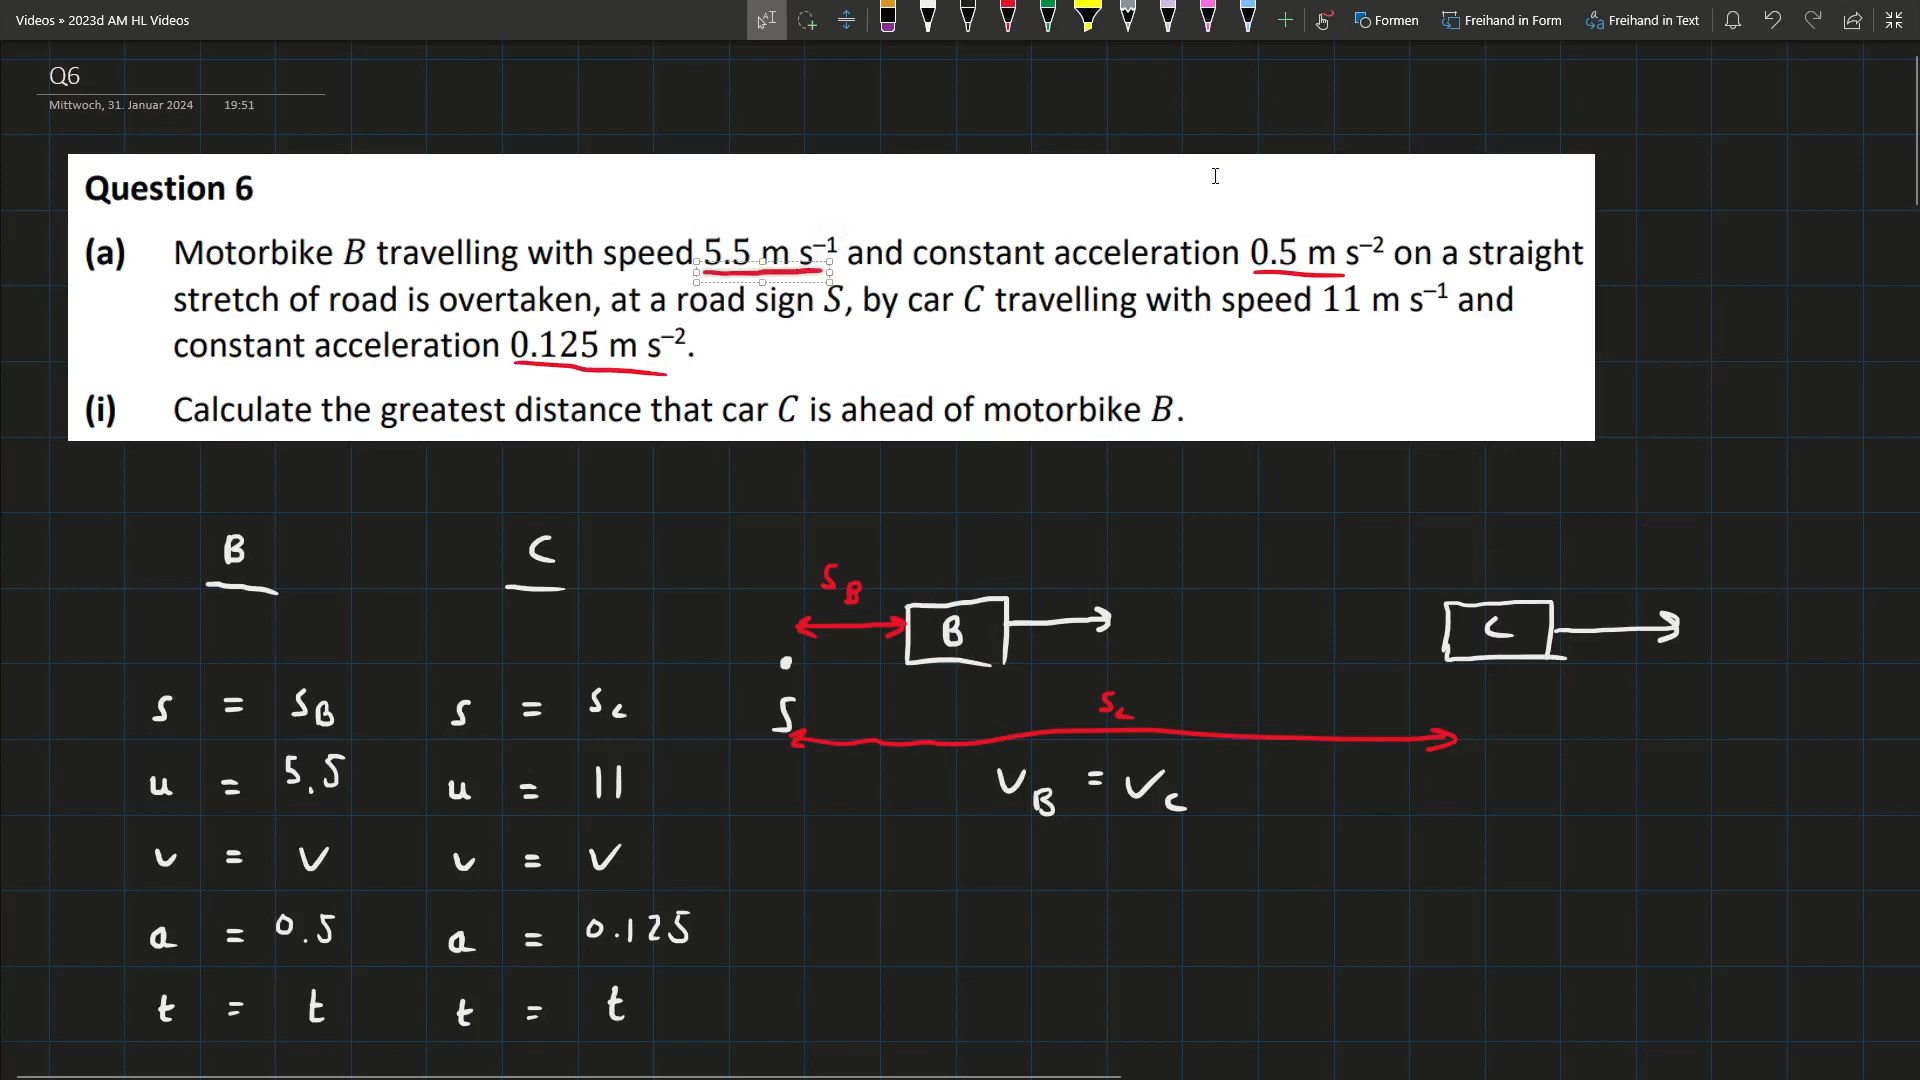 Videos » 2023d AM HL Videos
Formen
Freihand in Form
Freihand in Text
Q6
Mittwoch, 31. Januar 2024 19:51
Question 6
(a) Motorbike B travelling with speed 5.5 m s⁻¹ and constant acceleration 0.5 m s⁻² on a straight
stretch of road is overtaken, at a road sign S, by car C travelling with speed 11 m s⁻¹ and
constant acceleration 0.125 m s⁻².
(i) Calculate the greatest distance that car C is ahead of motorbike B.
B C
s = s_B s = s_c
u = 5.5 u = 11
v = v v = v
a = 0.5 a = 0.125
t = t t = t
s_B
B C
S
s_c
v_B = v_c